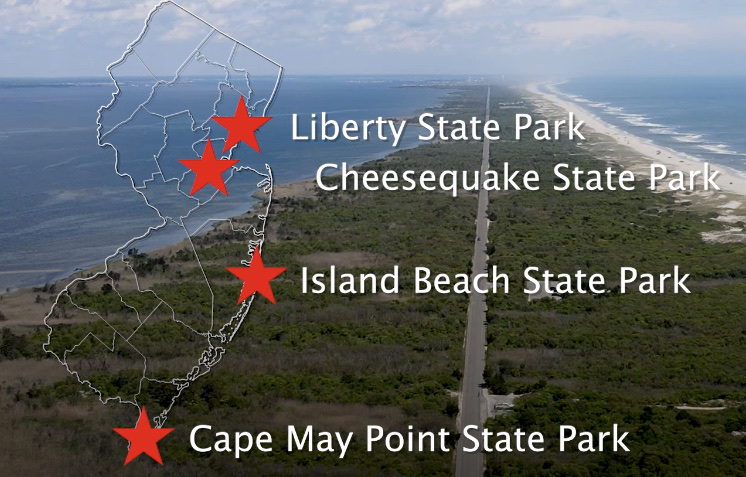 Liberty State Park
Cheesequake State Park
Island Beach State Park
Cape May Point State Park